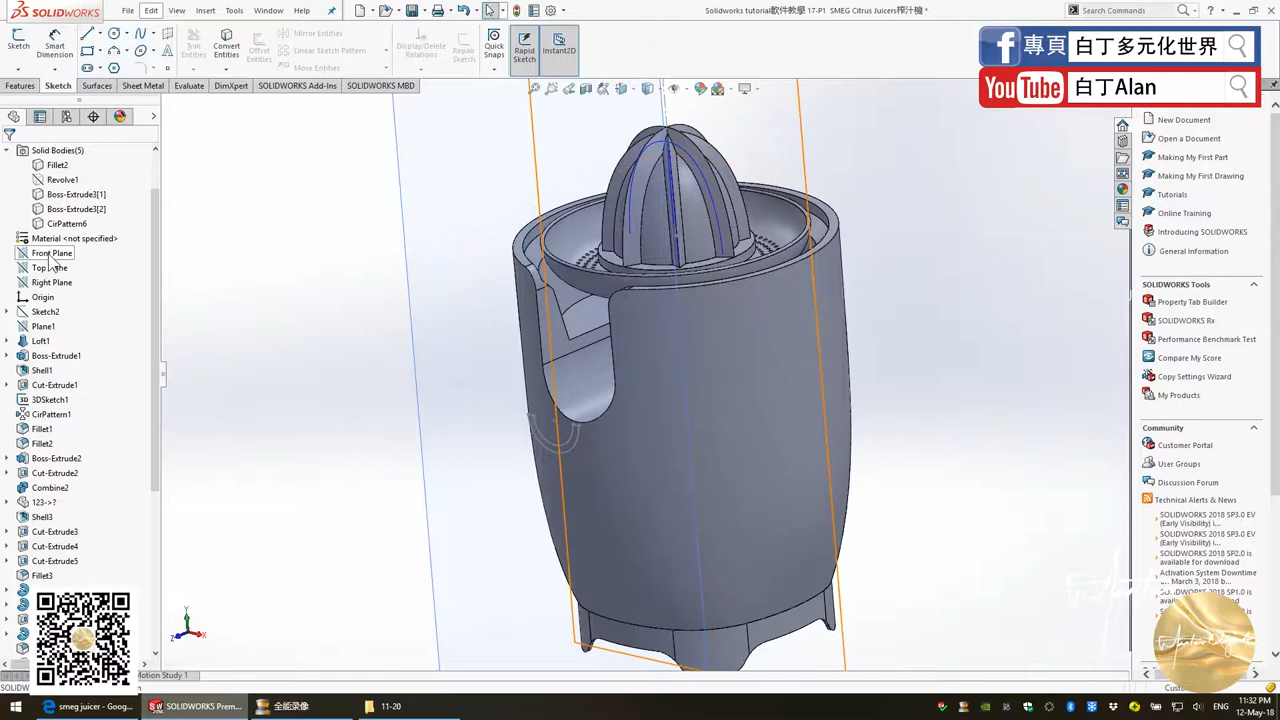 SOLIDWORKS
File
Edit
View
Insert
Tools
Window
Help
Solidworks tutorial軟件教學 17-P1  SMEG Citrus Juicers榨汁機 *
Search Commands
Sketch
Smart Dimension
Trim Entities
Convert Entities
Offset Entities
Mirror Entities
Linear Sketch Pattern
Move Entities
Display/Delete Relations
Repair Sketch
Quick Snaps
Rapid Sketch
Instant2D
專頁
白丁多元化世界
YouTube
白丁Alan
Features
Sketch
Surfaces
Sheet Metal
Evaluate
DimXpert
SOLIDWORKS Add-Ins
SOLIDWORKS MBD
Solid Bodies(5)
Fillet2
Revolve1
Boss-Extrude3[1]
Boss-Extrude3[2]
CirPattern6
Material <not specified>
Front Plane
Top Plane
Right Plane
Origin
Sketch2
Plane1
Loft1
Boss-Extrude1
Shell1
Cut-Extrude1
3DSketch1
CirPattern1
Fillet1
Fillet2
Boss-Extrude2
Cut-Extrude2
Combine2
123->?
Shell3
Cut-Extrude3
Cut-Extrude4
Cut-Extrude5
Fillet3
New Document
Open a Document
Making My First Part
Making My First Drawing
Tutorials
Online Training
Introducing SOLIDWORKS
General Information
SOLIDWORKS Tools
Property Tab Builder
SOLIDWORKS Rx
Performance Benchmark Test
Compare My Score
Copy Settings Wizard
My Products
Community
Customer Portal
User Groups
Discussion Forum
Technical Alerts & News
SOLIDWORKS 2018 SP3.0 EV (Early Visibility) i...
SOLIDWORKS 2018 SP3.0 EV (Early Visibility) i...
SOLIDWORKS 2018 SP2.0 is available for download
Activation System Downtime
March 3, 2018 b...
Y
Z
X
Motion Study 1
smeg juicer - Goog...
SOLIDWORKS Prem...
全能录像
11-20
ENG
11:32 PM
12-May-18